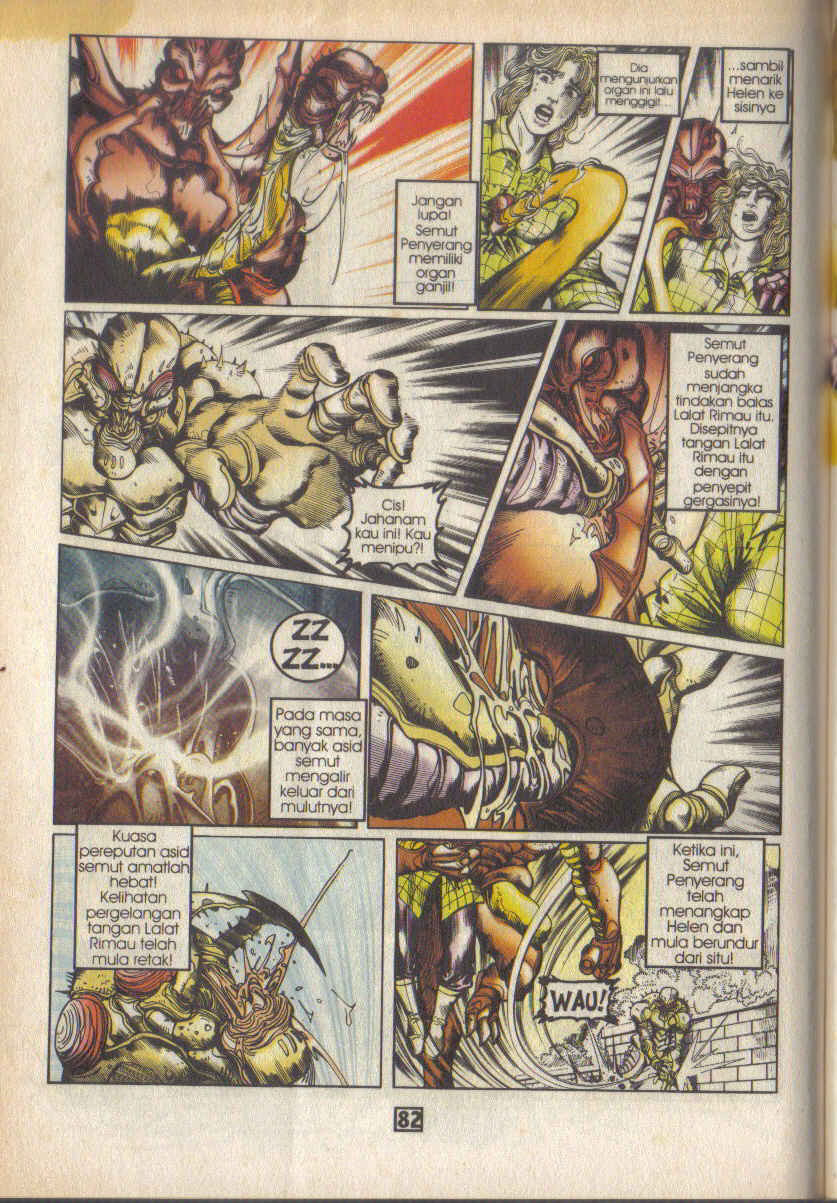 Jangan
lupa!
Semut
Penyerang
memiliki
organ
ganjil!
Dia
mengunjurkan
organ ini lalu
menggigit...
...sambil
menarik
Helen ke
sisinya
Cis!
Jahanam
kau ini! Kau
menipu?!
Semut
Penyerang
sudah
menjangka
tindakan balas
Lalat Rimau itu.
Disepitnya
tangan Lalat
Rimau itu
dengan
penyepit
gergasinya!
ZZ
ZZ...
Pada masa
yang sama,
banyak asid
semut
mengalir
keluar dari
mulutnya!
Kuasa
pereputan asid
semut amatlah
hebat!
Kelihatan
pergelangan
tangan Lalat
Rimau telah
mula retak!
Ketika ini,
Semut
Penyerang
telah
menangkap
Helen dan
mula berundur
dari situ!
WAU!
82